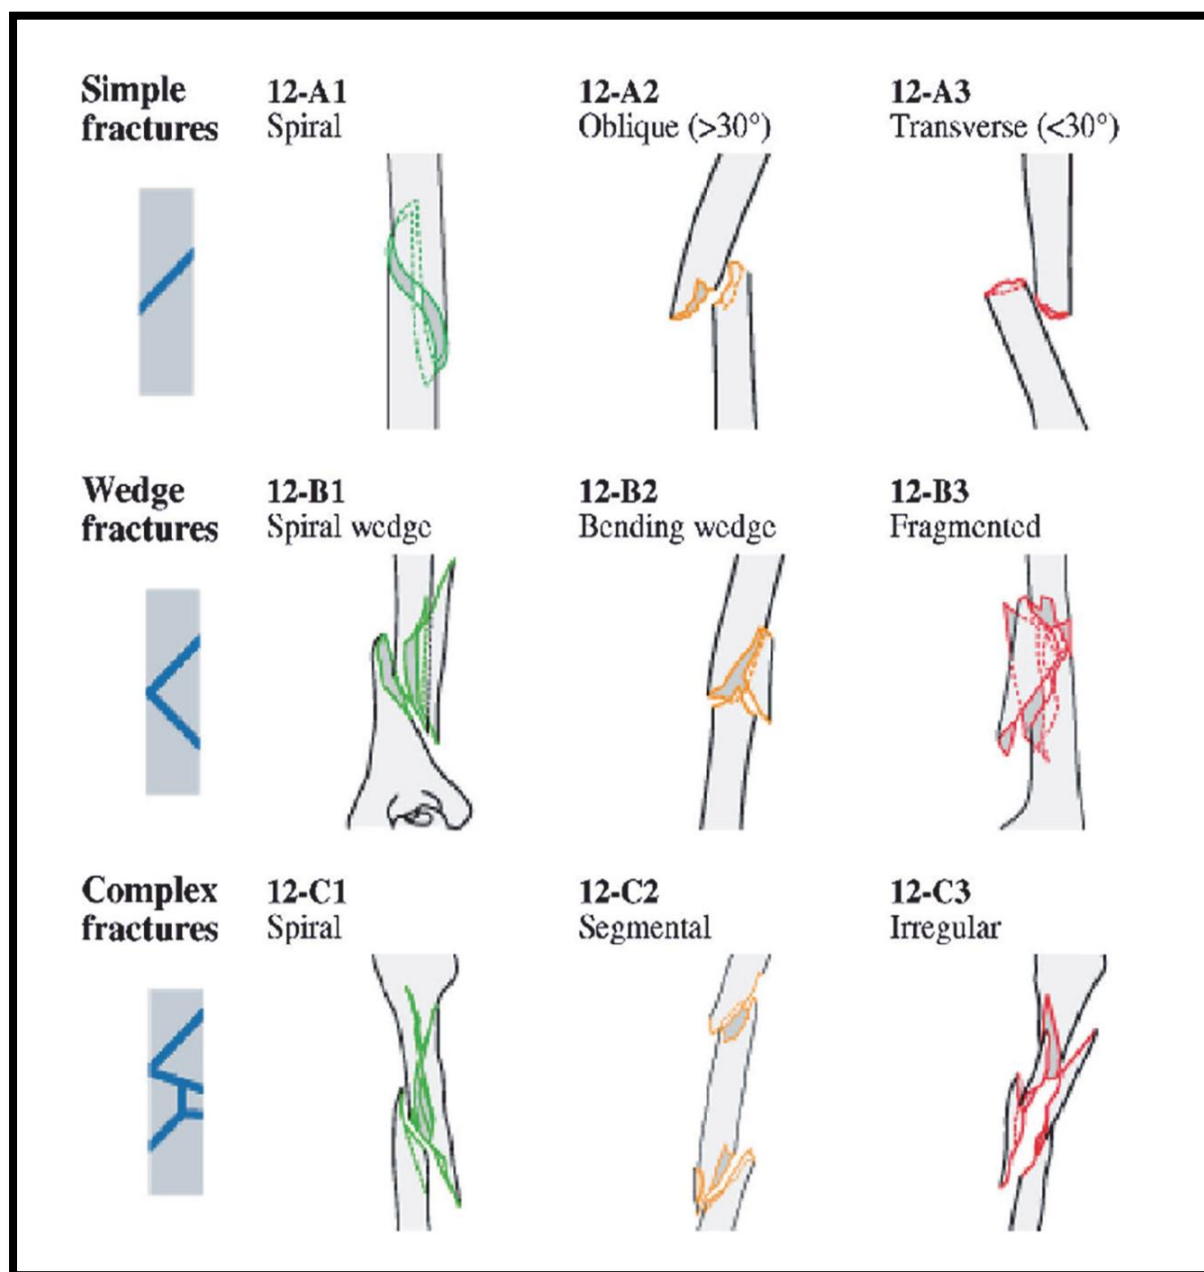 Simple
fractures
12-A1
Spiral
12-A2
Oblique (>30°)
12-A3
Transverse (<30°)
Wedge
fractures
12-B1
Spiral wedge
12-B2
Bending wedge
12-B3
Fragmented
Complex
fractures
12-C1
Spiral
12-C2
Segmental
12-C3
Irregular